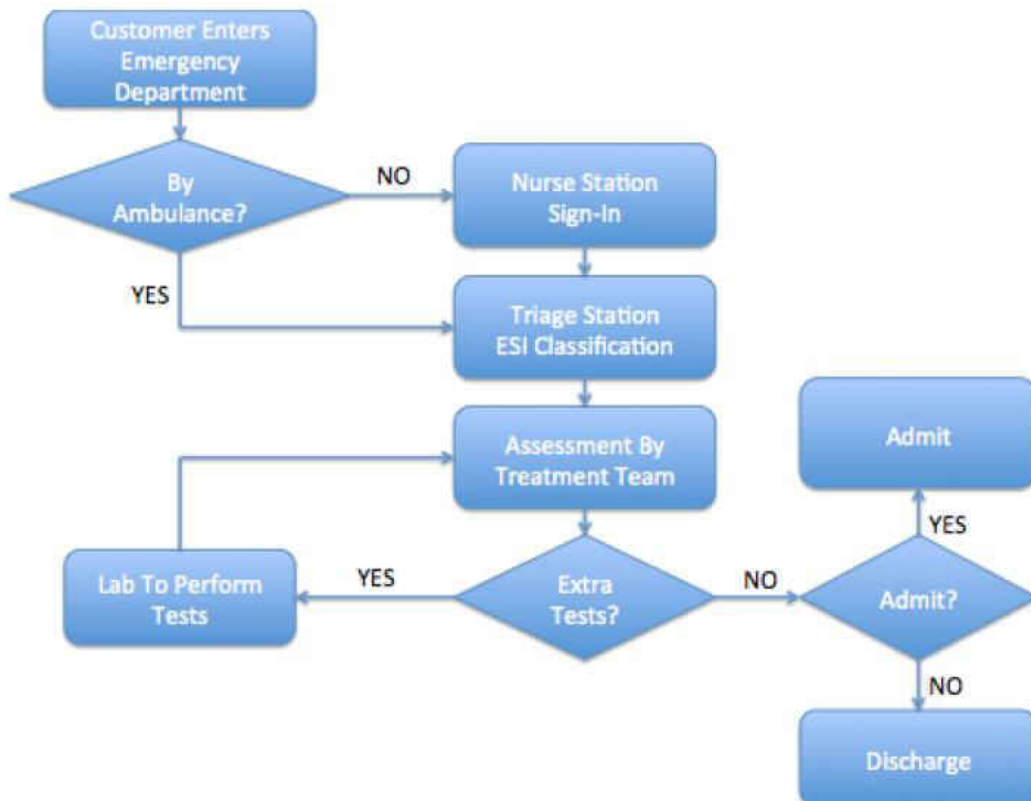 Customer Enters
Emergency
Department
By
Ambulance?
NO
Nurse Station
Sign-In
YES
Triage Station
ESI Classification
Assessment By
Treatment Team
Extra
Tests?
YES
Lab To Perform
Tests
NO
Admit?
YES
Admit
NO
Discharge